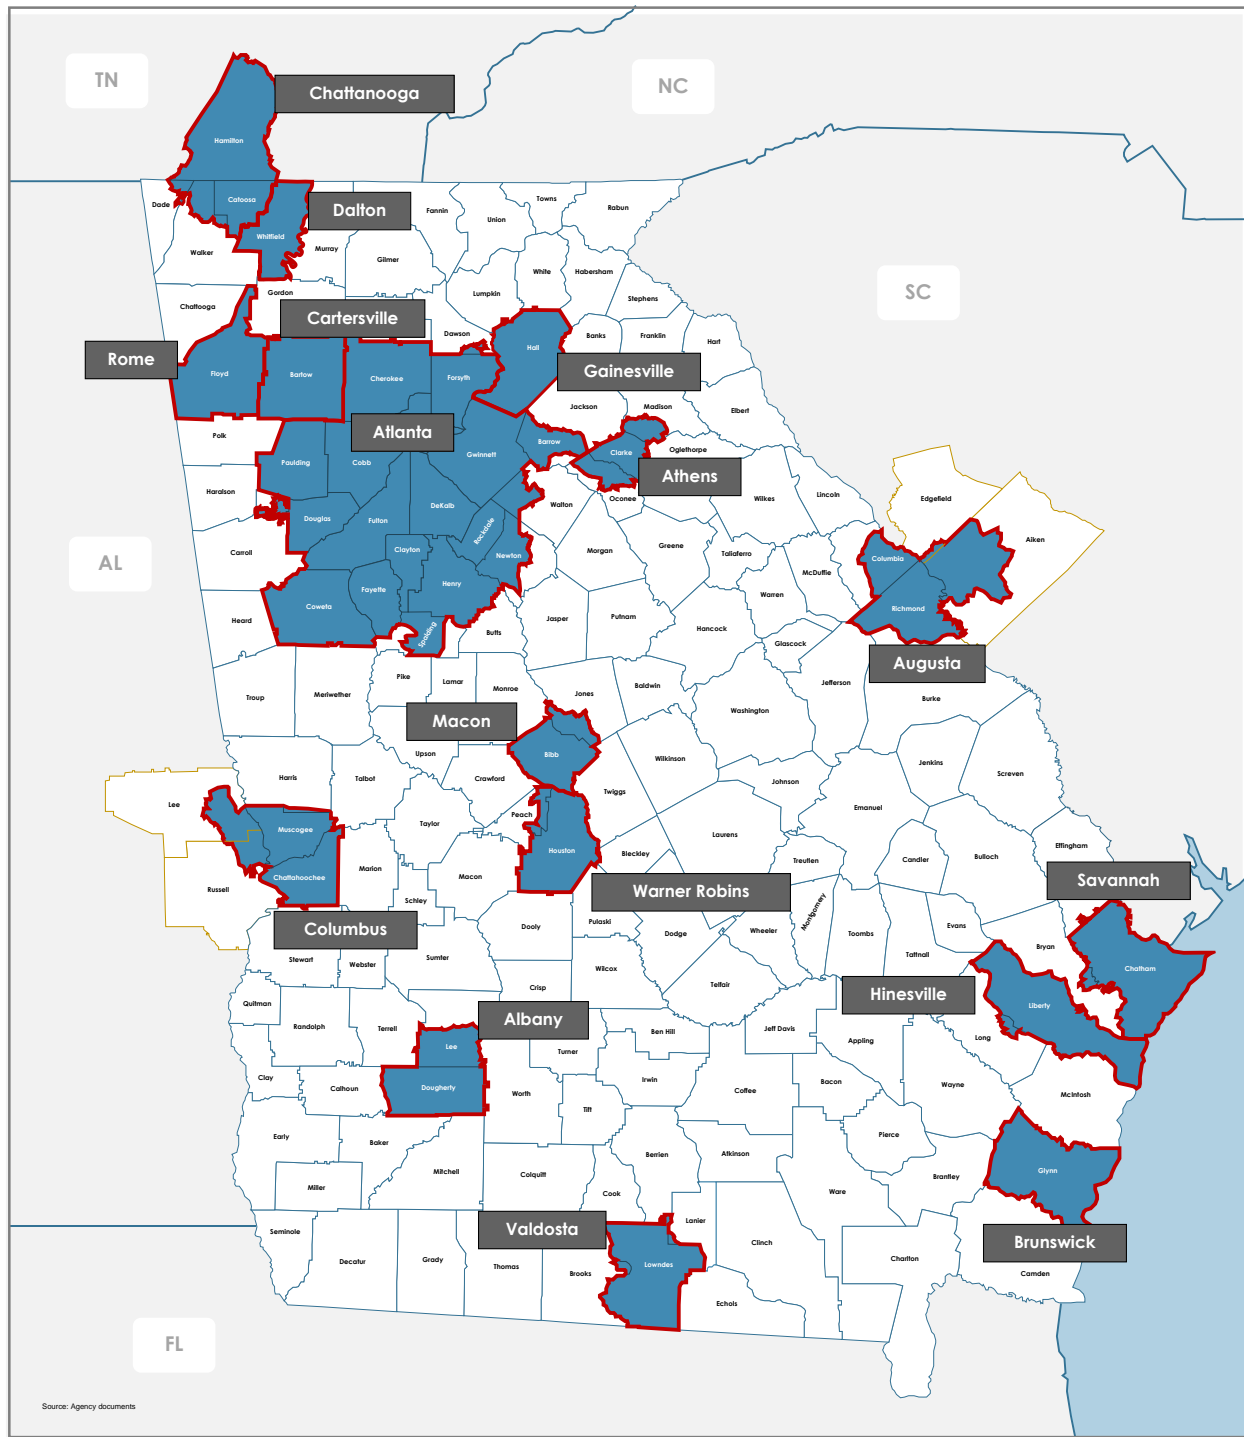 TN
NC
Chattanooga
Hamilton
SC
Dade
Catoosa
Dalton
Fannin
Union
Towns
Rabun
Whitfield
Walker
Murray
Gilmer
White
Habersham
Chattooga
Gordon
Lumpkin
Stephens
Cartersville
Dawson
Banks
Franklin
Hart
Rome
Floyd
Bartow
Cherokee
Forsyth
Hall
Gainesville
Jackson
Madison
Elbert
Polk
Atlanta
Paulding
Cobb
Gwinnett
Barrow
Clarke
Oglethorpe
Athens
Haralson
Oconee
Wilkes
Lincoln
Edgefield
Douglas
Fulton
DeKalb
Rockdale
Walton
Aiken
AL
Carroll
Clayton
Newton
Morgan
Greene
Taliaferro
Columbia
McDuffie
Fayette
Henry
Warren
Coweta
Richmond
Heard
Spalding
Butts
Jasper
Putnam
Hancock
Glascock
Augusta
Pike
Lamar
Monroe
Jones
Baldwin
Jefferson
Troup
Meriwether
Burke
Macon
Washington
Upson
Bibb
Wilkinson
Jenkins
Screven
Harris
Talbot
Crawford
Johnson
Lee
Twiggs
Emanuel
Peach
Taylor
Muscogee
Laurens
Houston
Bleckley
Treutlen
Candler
Bulloch
Effingham
Marion
Macon
Russell
Chattahoochee
Schley
Warner Robins
Savannah
Montgomery
Columbus
Dooly
Pulaski
Dodge
Wheeler
Toombs
Evans
Bryan
Stewart
Webster
Sumter
Tattnall
Wilcox
Chatham
Telfair
Quitman
Crisp
Hinesville
Liberty
Randolph
Terrell
Albany
Ben Hill
Jeff Davis
Appling
Long
Lee
Turner
Clay
Calhoun
Dougherty
Worth
Irwin
Coffee
Bacon
Wayne
McIntosh
Tift
Early
Baker
Pierce
Mitchell
Colquitt
Berrien
Atkinson
Brantley
Glynn
Miller
Cook
Ware
Seminole
Valdosta
Lanier
Clinch
Brunswick
Decatur
Grady
Thomas
Brooks
Lowndes
Charlton
Camden
Echols
FL
Source: Agency documents